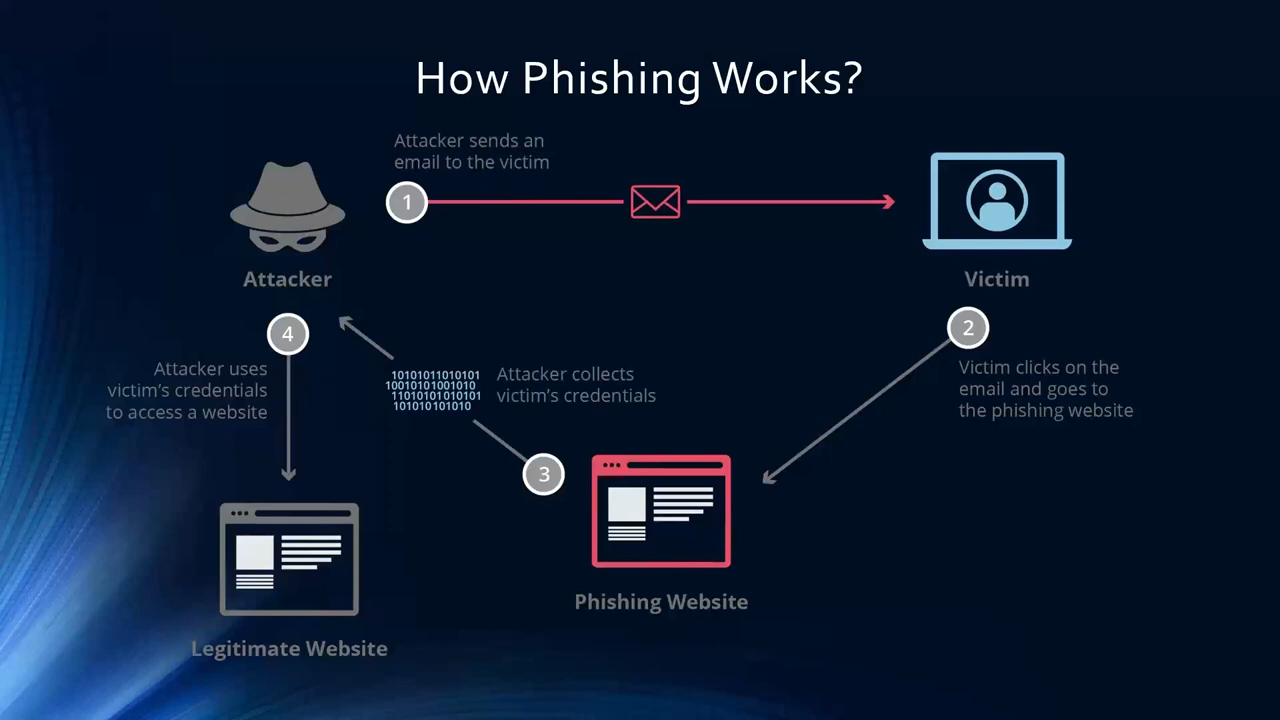 How Phishing Works?
Attacker sends an
email to the victim
1
Attacker
Victim
2
Victim clicks on the
email and goes to
the phishing website
4
Attacker uses
victim’s credentials
to access a website
10101011010101
10010101001010
11010101010101
101010101010
Attacker collects
victim’s credentials
3
Phishing Website
Legitimate Website